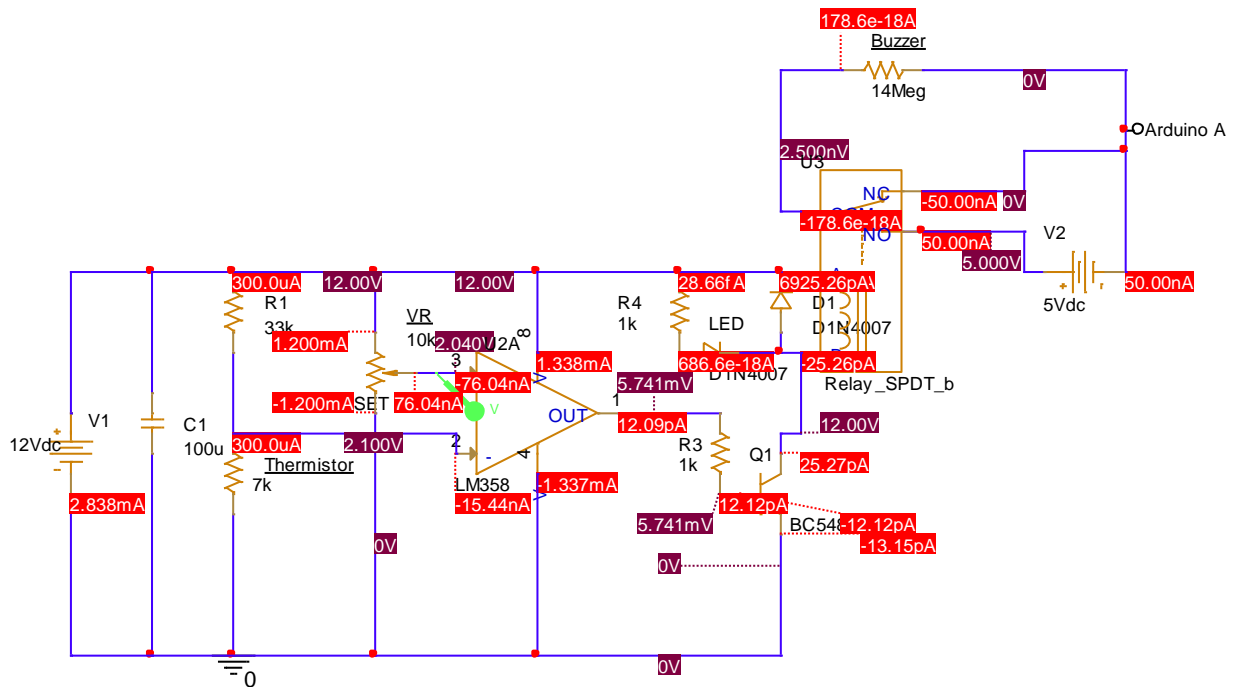 178.6e-18A
Buzzer
0V
14Meg
Arduino A
2.500nV
U3
NC
-50.00nA
0V
-178.6e-18A
NO
50.00nA
V2
5.000V
300.0uA
12.00V
12.00V
28.66fA
6925.26pA
50.00nA
5Vdc
R1
33k
VR
10k
8
R4
1k
LED
D1
D1N4007
1.200mA
2.040V
U2A
3
1.338mA
686.6e-18A
-25.26pA
-76.04nA
D1N4007
76.04nA
V
5.741mV
Relay_SPDT_b
-1.200mA
SET
V
OUT
1
12.09pA
12.00V
V1
C1
12Vdc
100u
300.0uA
2.100V
2
-
4
R3
1k
Q1
25.27pA
Thermistor
7k
LM358
-1.337mA
V
2.838mA
-15.44nA
12.12pA
5.741mV
BC548
-12.12pA
-13.15pA
0V
0V
0V
0